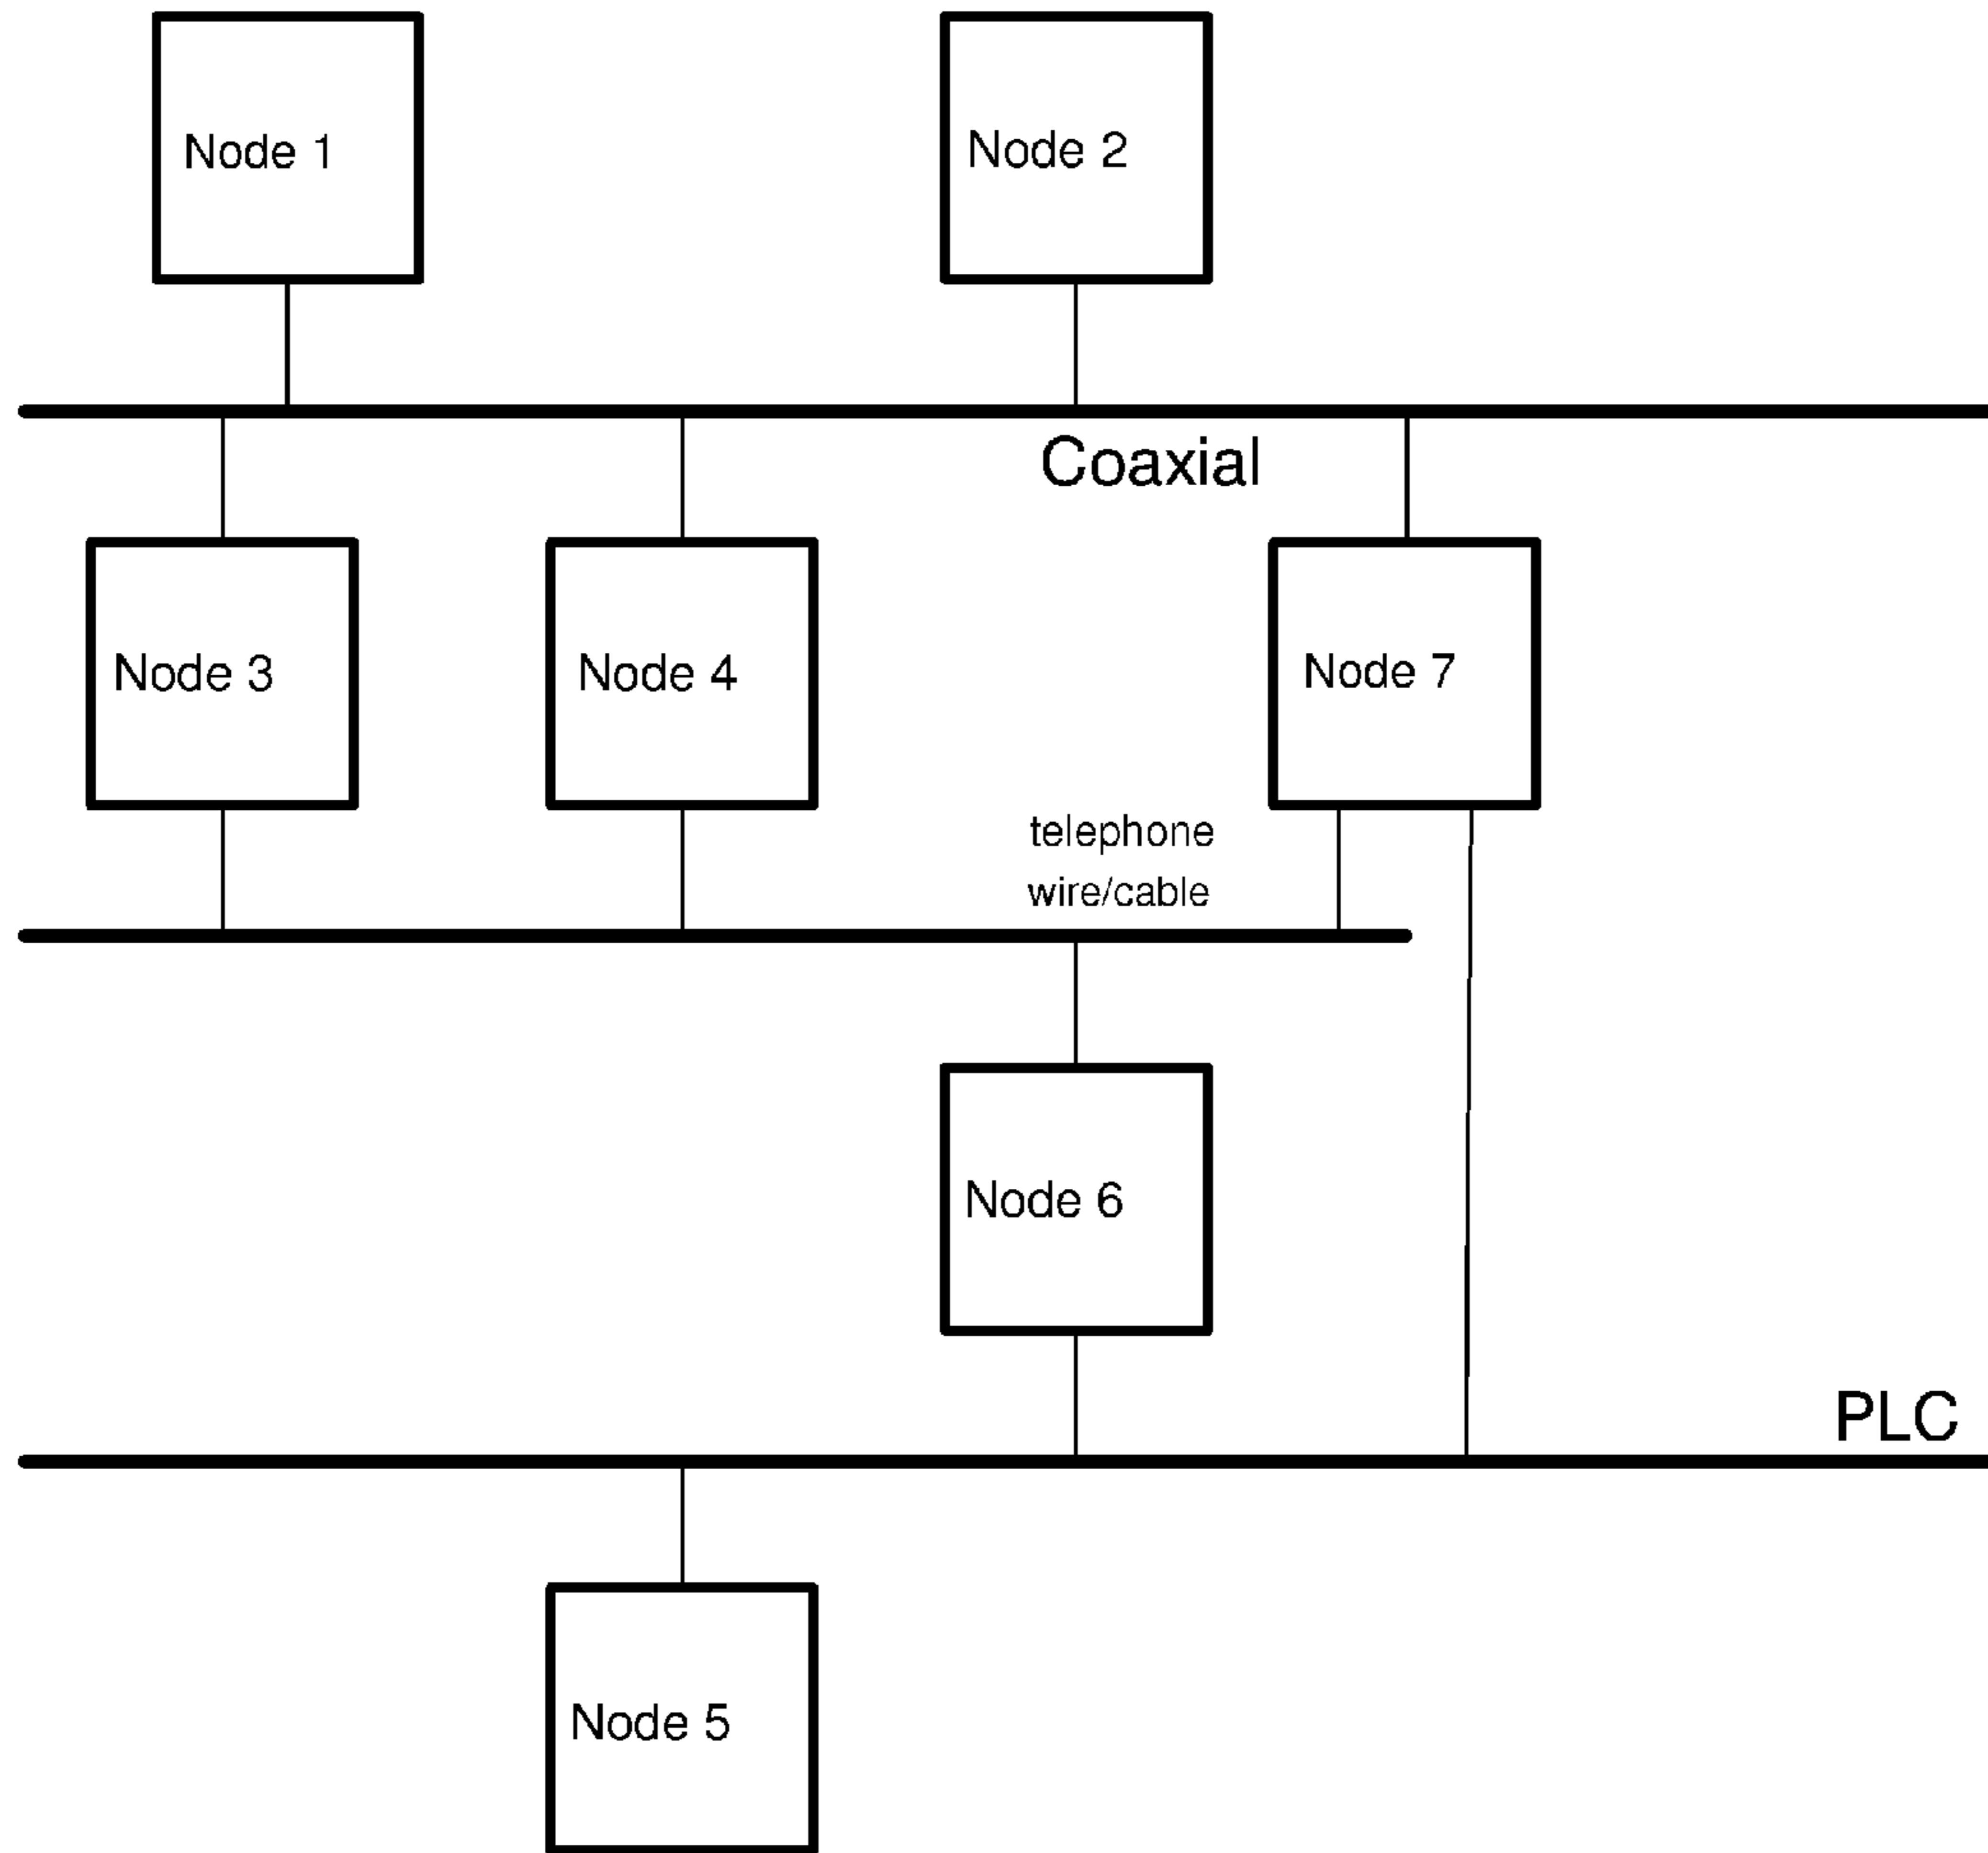 Node 1
Node 2
Coaxial
Node 3
Node 4
Node 7
telephone
wire/cable
Node 6
PLC
Node 5